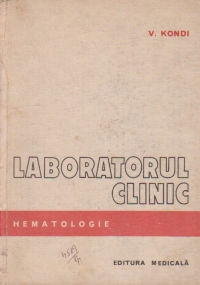 V. KONDI
LABORATORUL
CLINIC
HEMATOLOGIE
EDITURA MEDICALĂ